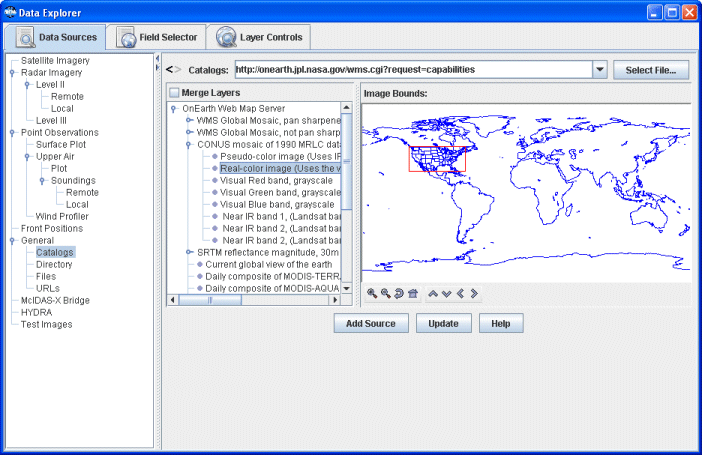 Data Explorer
Data Sources
Field Selector
Layer Controls
Satellite Imagery
Radar Imagery
Level II
Remote
Local
Level III
Point Observations
Surface Plot
Upper Air
Plot
Soundings
Remote
Local
Wind Profiler
Front Positions
General
Catalogs
Directory
Files
URLs
McIDAS-X Bridge
HYDRA
Test Images
<> Catalogs: http://onearth.jpl.nasa.gov/wms.cgi?request=capabilities
Select File...
Merge Layers
OnEarth Web Map Server
WMS Global Mosaic, pan sharpene
WMS Global Mosaic, not pan sharp
CONUS mosaic of 1990 MRLC dat
Pseudo-color image (Uses IF
Real-color image (Uses the v
Visual Red band, grayscale
Visual Green band, grayscale
Visual Blue band, grayscale
Near IR band 1, (Landsat ban
Near IR band 2, (Landsat ban
Near IR band 2, (Landsat ban
SRTM reflectance magnitude, 30m
Current global view of the earth
Daily composite of MODIS-TERR
Daily composite of MODIS-AQUA
Image Bounds:
Add Source
Update
Help